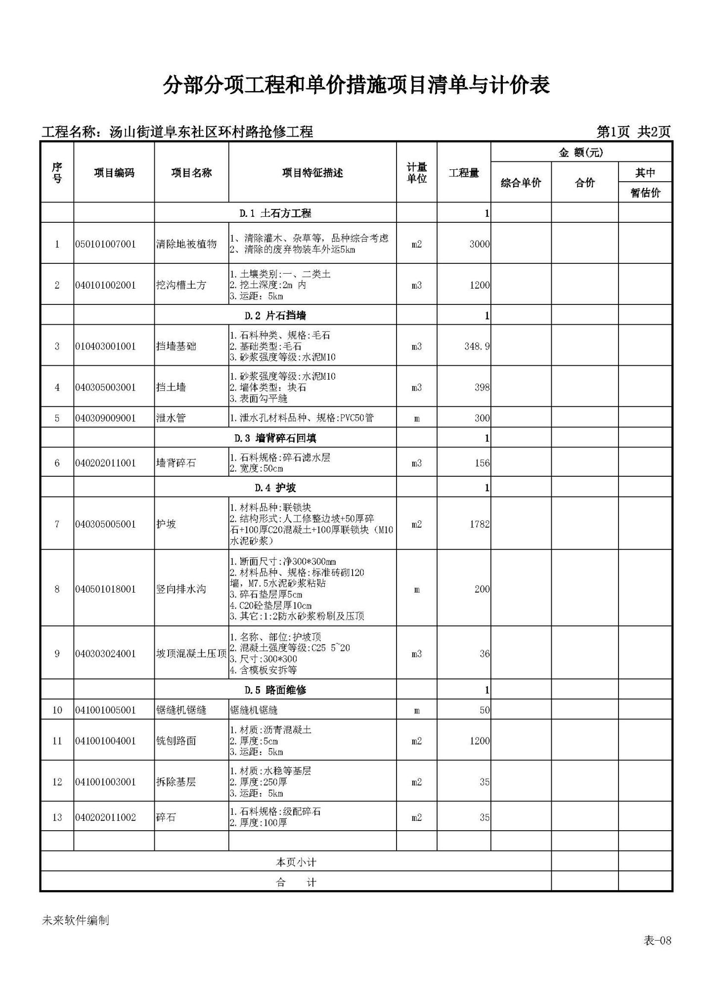 分部分项工程和单价措施项目清单与计价表
工程名称：汤山街道阜东社区环村路抢修工程 第1页 共2页
序号 项目编码 项目名称 项目特征描述 计量单位 工程量 金 额(元)
综合单价 合价 其中
暂估价
D.1 土石方工程 1
1 050101007001 清除地被植物 1、清除灌木、杂草等，品种综合考虑
2、清除的废弃物装车外运5km m2 3000
2 040101002001 挖沟槽土方 1.土壤类别:一、二类土
2.挖土深度:2m 内
3.运距：5km m3 1200
D.2 片石挡墙 1
3 010403001001 挡墙基础 1.石料种类、规格:毛石
2.基础类型:毛石
3.砂浆强度等级:水泥M10 m3 348.9
4 040305003001 挡土墙 1.砂浆强度等级:水泥M10
2.墙体类型：块石
3.表面勾平缝 m3 398
5 040309009001 泄水管 1.泄水孔材料品种、规格:PVC50管 m 300
D.3 墙背碎石回填 1
6 040202011001 墙背碎石 1.石料规格:碎石滤水层
2.宽度:50cm m3 156
D.4 护坡 1
7 040305005001 护坡 1.材料品种:联锁块
2.结构形式:人工修整边坡+50厚碎
石+100厚C20混凝土+100厚联锁块（M10
水泥砂浆） m2 1782
8 040501018001 竖向排水沟 1.断面尺寸:净300*300mm
2.材料品种、规格:标准砖砌120
墙，M7.5水泥砂浆粘贴
3.碎石垫层厚5cm
4.C20砼垫层厚10cm
3.其它:1:2防水砂浆粉刷及压顶 m 200
9 040303024001 坡顶混凝土压顶 1.名称、部位:护坡顶
2.混凝土强度等级:C25 5~20
3.尺寸:300*300
4.含模板安拆等 m3 36
D.5 路面维修 1
10 041001005001 锯缝机锯缝 锯缝机锯缝 m 50
11 041001004001 铣刨路面 1.材质:沥青混凝土
2.厚度:5cm
3.运距：5km m2 1200
12 041001003001 拆除基层 1.材质:水稳等基层
2.厚度:250厚
3.运距：5km m2 35
13 040202011002 碎石 1.石料规格:级配碎石
2.厚度:100厚 m2 35
本页小计
合 计
未来软件编制
表-08